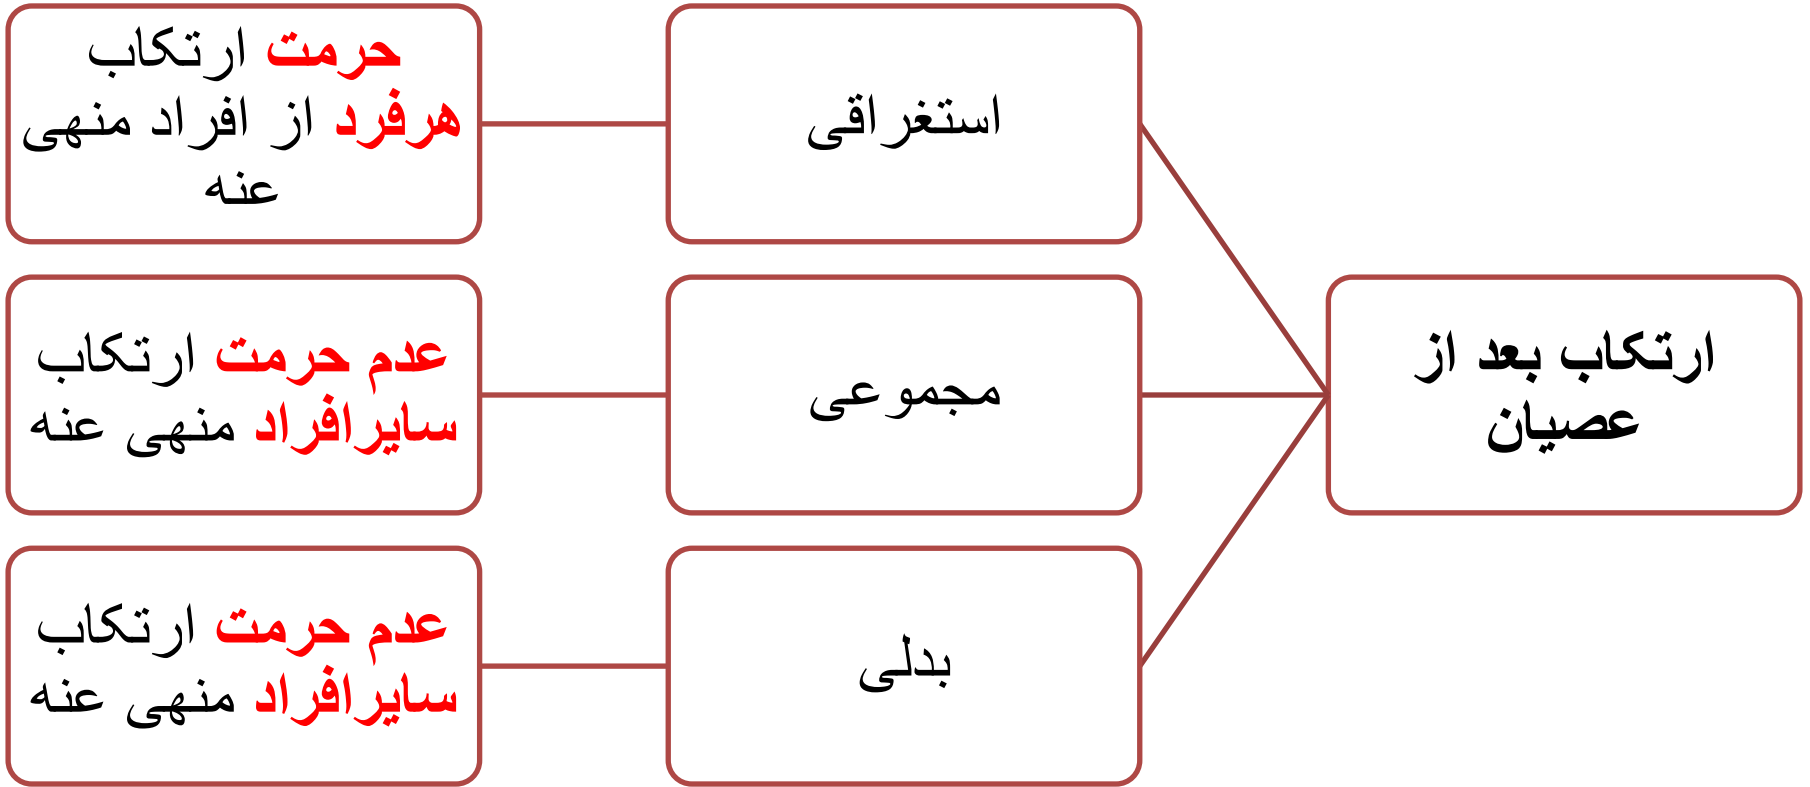 ارتکاب بعد از
عصیان
استغراقی
حرمت ارتکاب
هرفرد از افراد منهی
عنه
مجموعی
عدم حرمت ارتکاب
سایرافراد منهی عنه
بدلی
عدم حرمت ارتکاب
سایرافراد منهی عنه